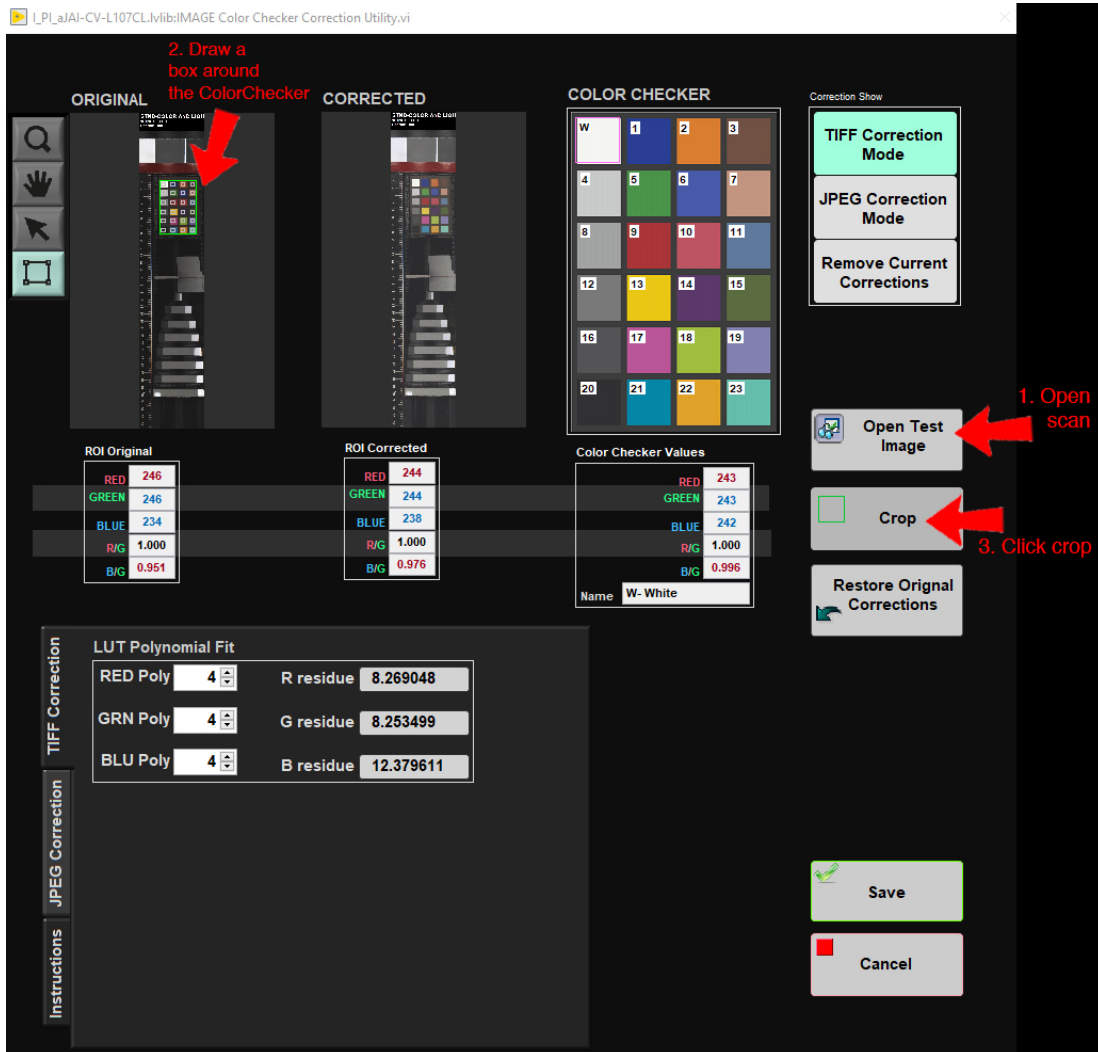 I_PI_aJAI-CV-L107CL.lvlib:IMAGE Color Checker Correction Utility.vi
2. Draw a
box around
the ColorChecker
ORIGINAL
CORRECTED
COLOR CHECKER
W
1
2
3
4
5
6
7
8
9
10
11
12
13
14
15
16
17
18
19
20
21
22
23
Correction Show
TIFF Correction
Mode
JPEG Correction
Mode
Remove Current
Corrections
1. Open
scan
Open Test
Image
Crop
3. Click crop
Restore Orignal
Corrections
ROI Original
RED 246
GREEN 246
BLUE 234
R/G 1.000
B/G 0.951
ROI Corrected
RED 244
GREEN 244
BLUE 238
R/G 1.000
B/G 0.976
Color Checker Values
RED 243
GREEN 243
BLUE 242
R/G 1.000
B/G 0.996
Name W- White
TIFF Correction
JPEG Correction
Instructions
LUT Polynomial Fit
RED Poly 4 R residue 8.269048
GRN Poly 4 G residue 8.253499
BLU Poly 4 B residue 12.379611
Save
Cancel